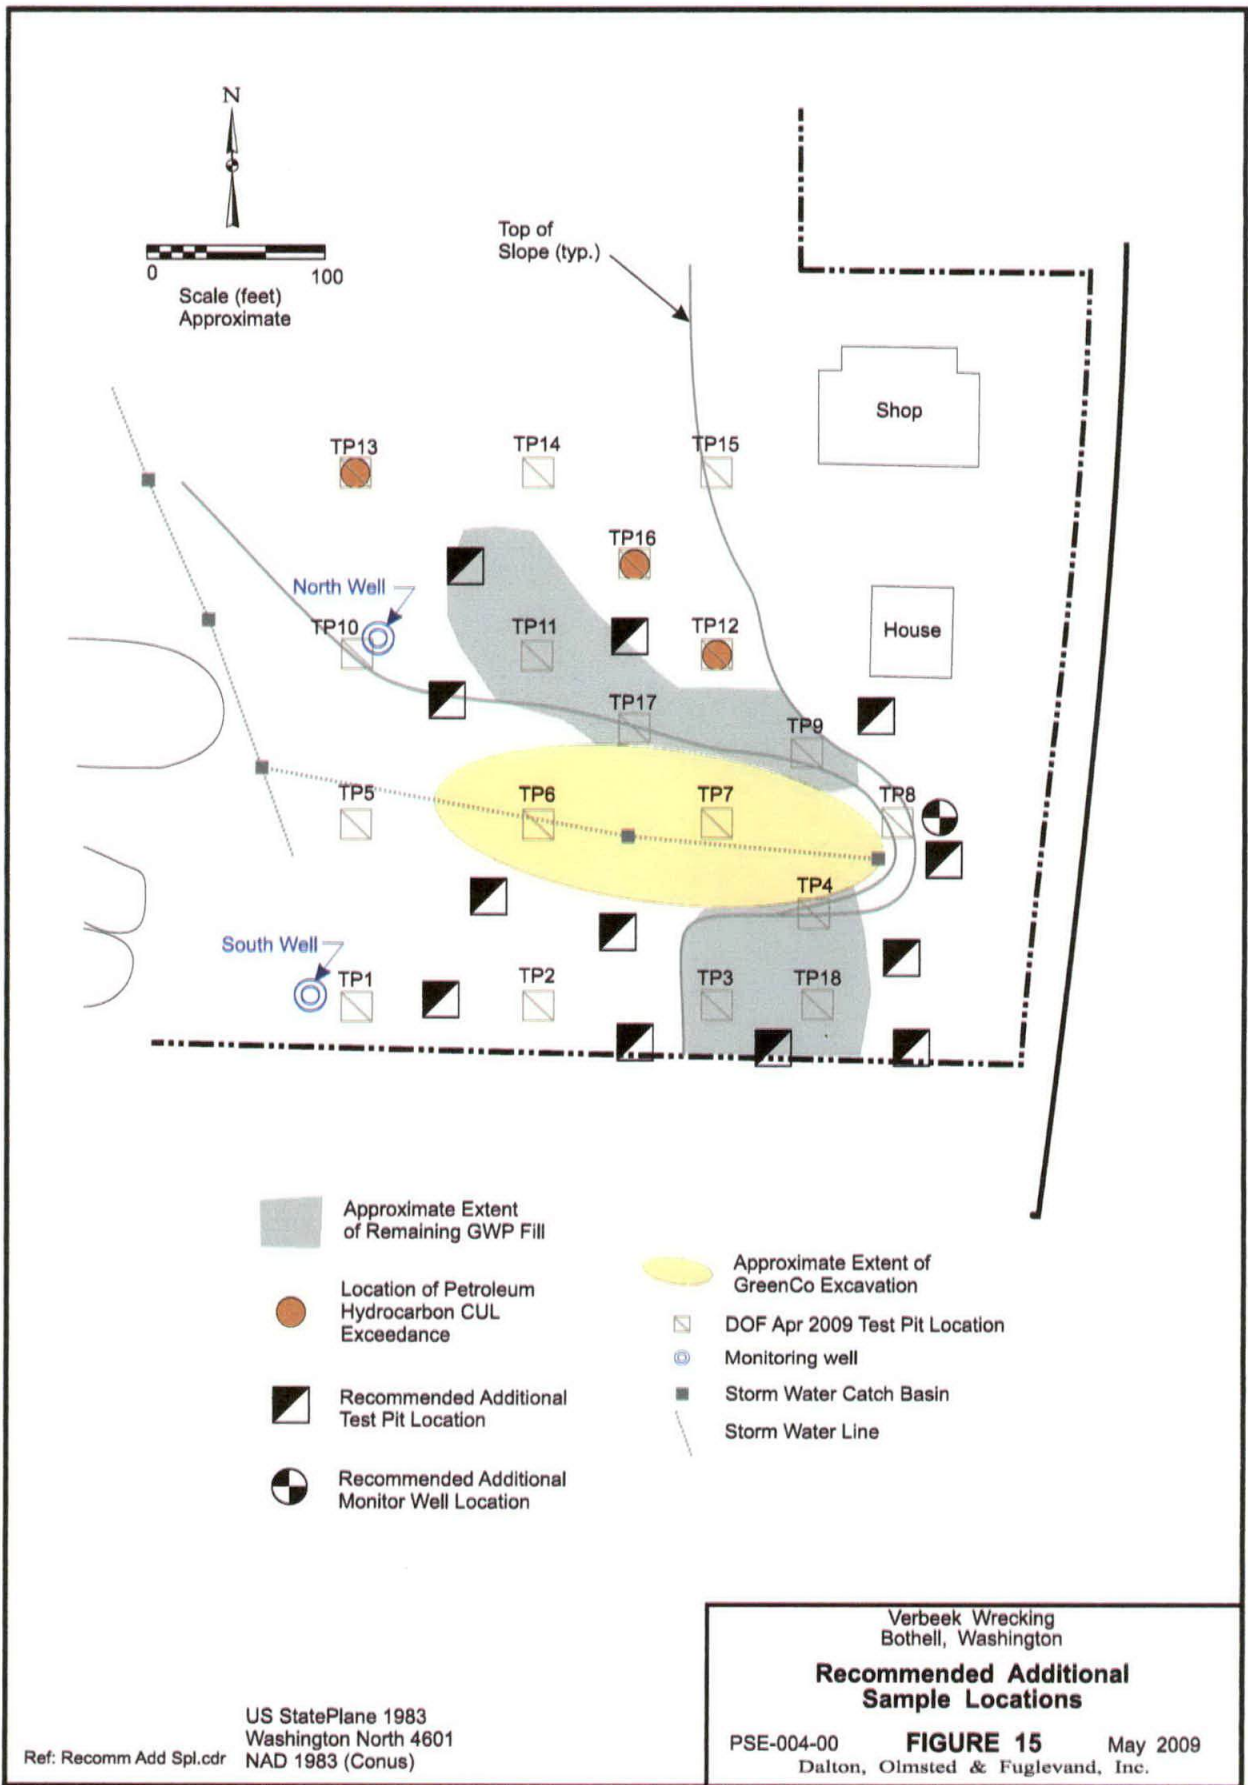 N
0 100
Scale (feet)
Approximate
Top of
Slope (typ.)
Shop
TP13
TP14
TP15
TP16
North Well
TP10
TP11
TP12
House
TP17
TP9
TP5
TP6
TP7
TP8
TP4
South Well
TP1
TP2
TP3
TP18
Approximate Extent
of Remaining GWP Fill
Location of Petroleum
Hydrocarbon CUL
Exceedance
Recommended Additional
Test Pit Location
Recommended Additional
Monitor Well Location
Approximate Extent of
GreenCo Excavation
DOF Apr 2009 Test Pit Location
Monitoring well
Storm Water Catch Basin
Storm Water Line
Ref: Recomm Add Spl.cdr
US StatePlane 1983
Washington North 4601
NAD 1983 (Conus)
Verbeek Wrecking
Bothell, Washington
Recommended Additional
Sample Locations
PSE-004-00 FIGURE 15 May 2009
Dalton, Olmsted & Fuglevand, Inc.